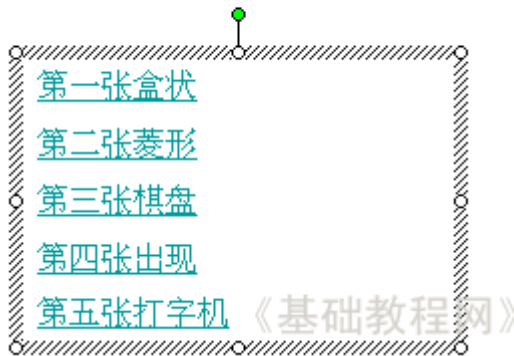 第一张盒状
第二张菱形
第三张棋盘
第四张出现
第五张打字机 《基础教程网》